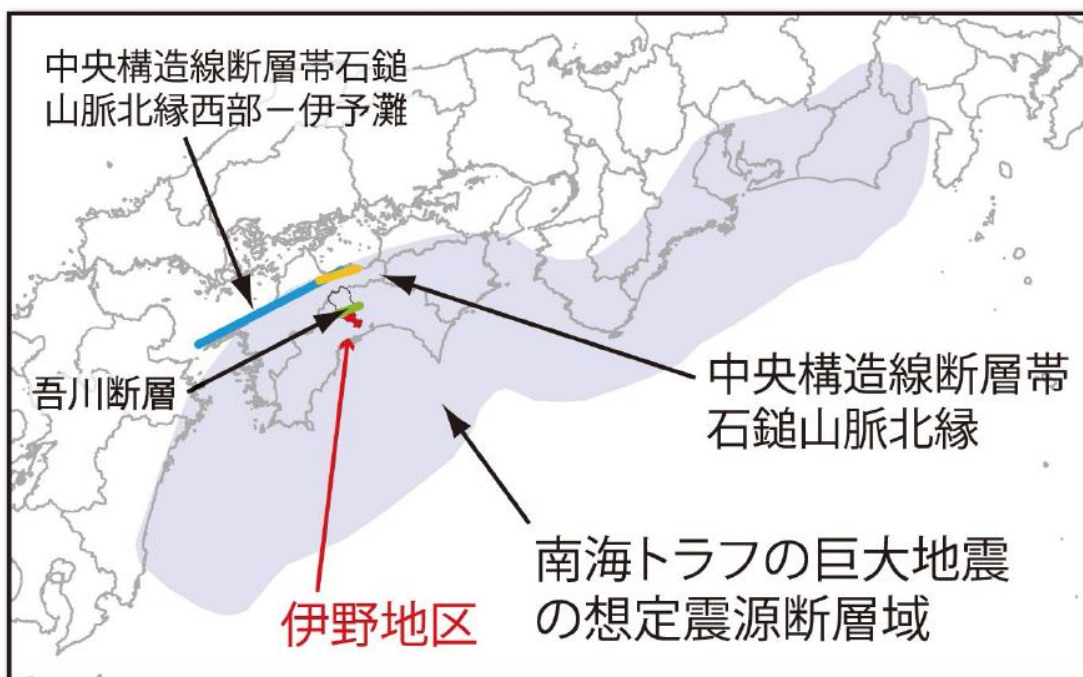 中央構造線断層帯石鎚
山脈北縁西部－伊予灘
吾川断層
中央構造線断層帯
石鎚山脈北縁
伊野地区
南海トラフの巨大地震
の想定震源断層域